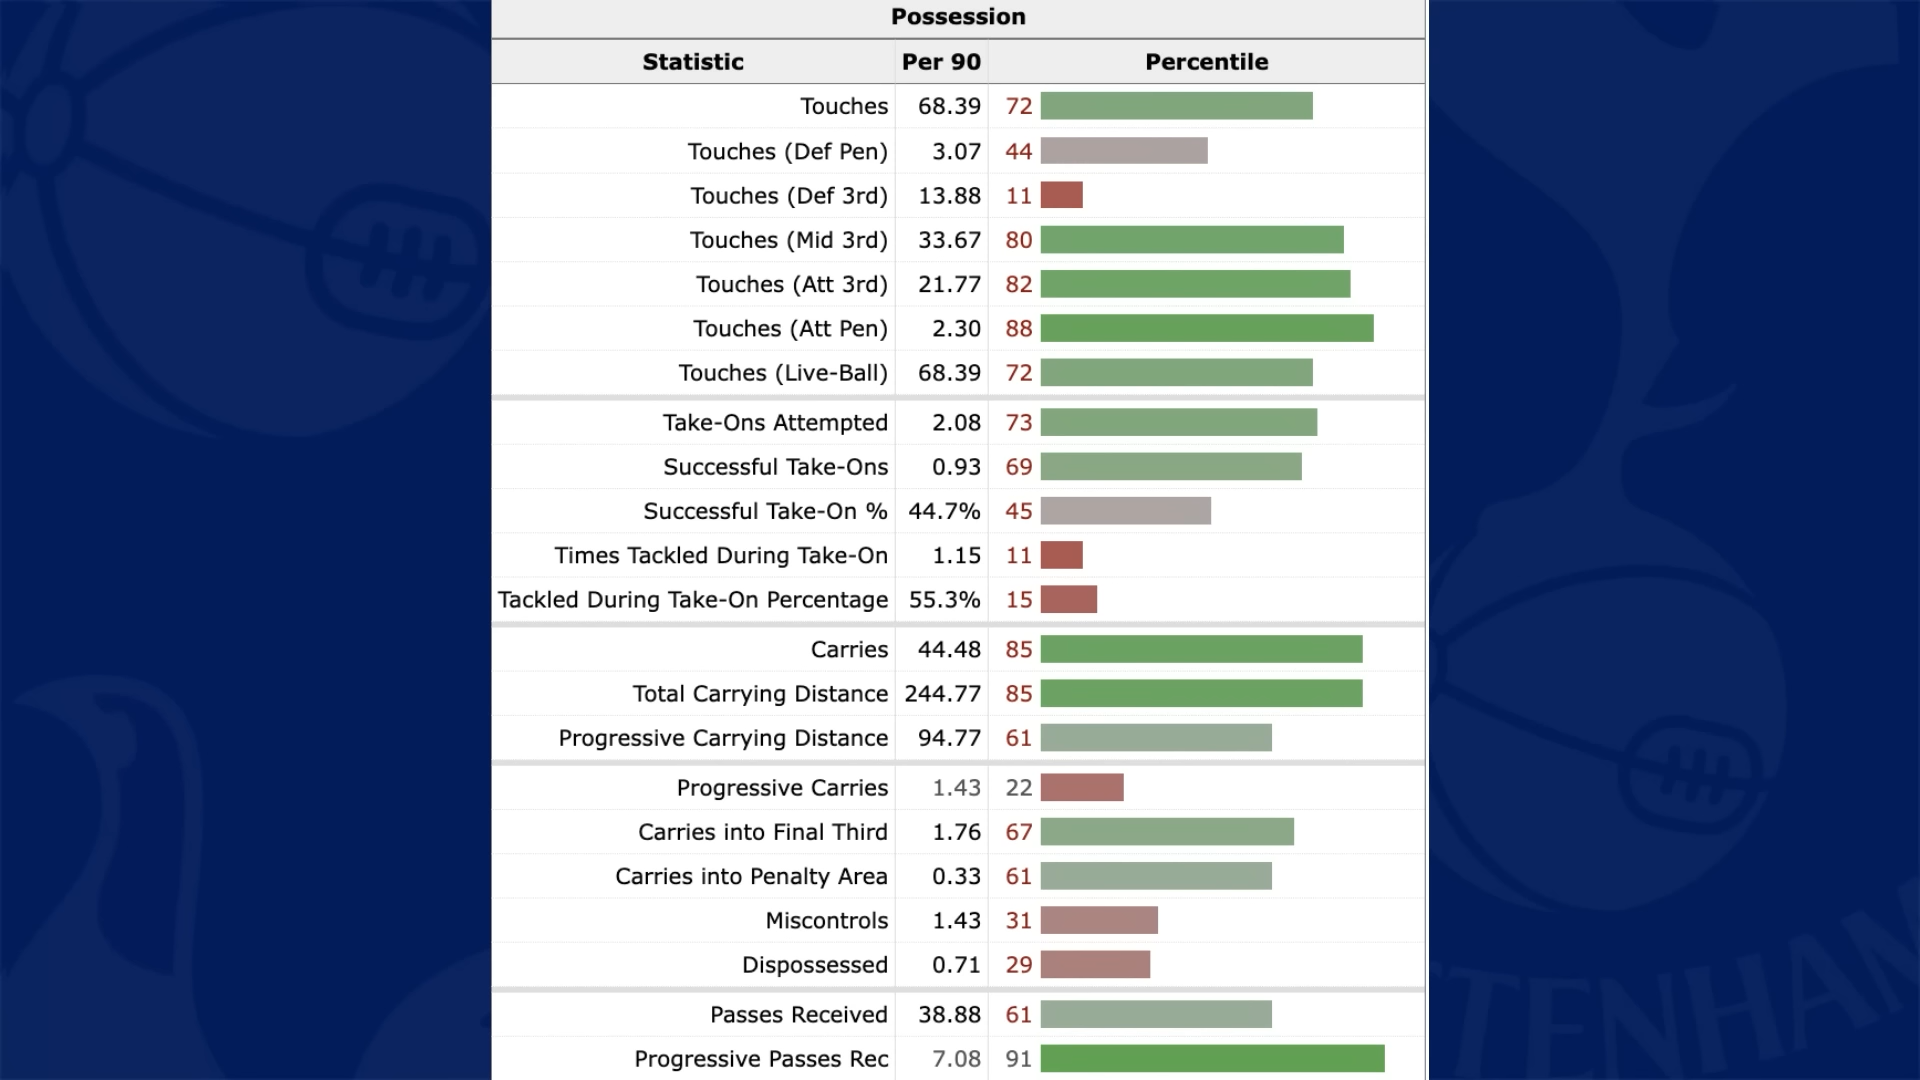 Possession
Statistic Per 90 Percentile
Touches 68.39 72
Touches (Def Pen) 3.07 44
Touches (Def 3rd) 13.88 11
Touches (Mid 3rd) 33.67 80
Touches (Att 3rd) 21.77 82
Touches (Att Pen) 2.30 88
Touches (Live-Ball) 68.39 72
Take-Ons Attempted 2.08 73
Successful Take-Ons 0.93 69
Successful Take-On % 44.7% 45
Times Tackled During Take-On 1.15 11
Tackled During Take-On Percentage 55.3% 15
Carries 44.48 85
Total Carrying Distance 244.77 85
Progressive Carrying Distance 94.77 61
Progressive Carries 1.43 22
Carries into Final Third 1.76 67
Carries into Penalty Area 0.33 61
Miscontrols 1.43 31
Dispossessed 0.71 29
Passes Received 38.88 61
Progressive Passes Rec 7.08 91
TENHAM